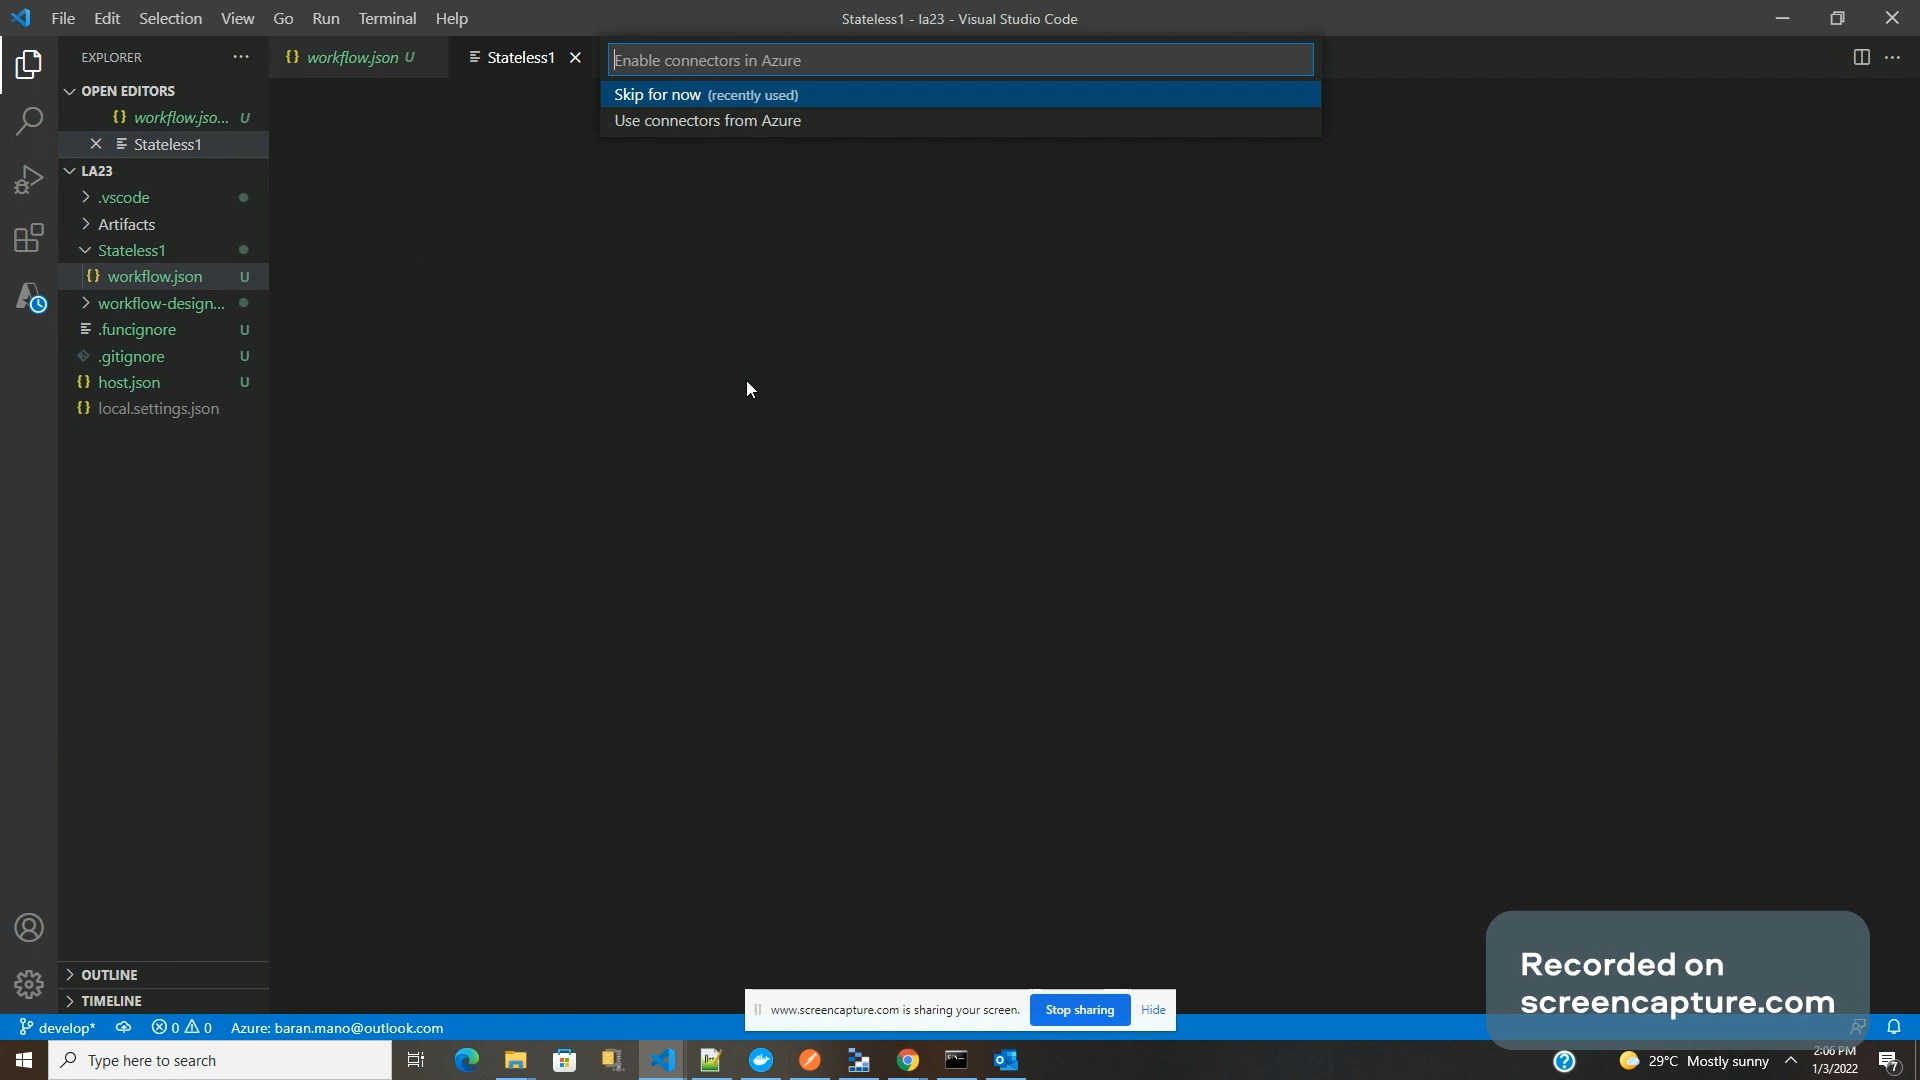 File Edit Selection View Go Run Terminal Help
Stateless1 - la23 - Visual Studio Code
EXPLORER
workflow.json U
Stateless1
Enable connectors in Azure
Skip for now (recently used)
Use connectors from Azure
OPEN EDITORS
workflow.jso... U
Stateless1
LA23
.vscode
Artifacts
Stateless1
workflow.json U
workflow-design...
.funcignore U
.gitignore U
host.json U
local.settings.json
OUTLINE
TIMELINE
Recorded on
screencapture.com
www.screencapture.com is sharing your screen. Stop sharing Hide
develop* 0 0 Azure: baran.mano@outlook.com
Type here to search
29°C Mostly sunny
2:06 PM
1/3/2022
7